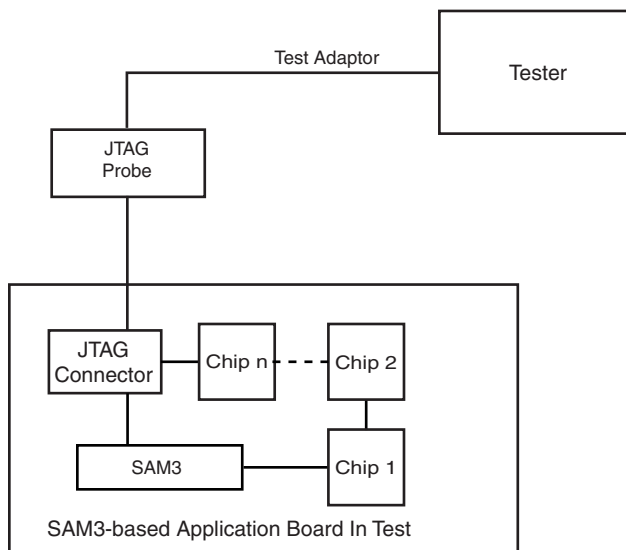 Test Adaptor
Tester
JTAG
Probe
JTAG
Connector
Chip n
Chip 2
SAM3
Chip 1
SAM3-based Application Board In Test